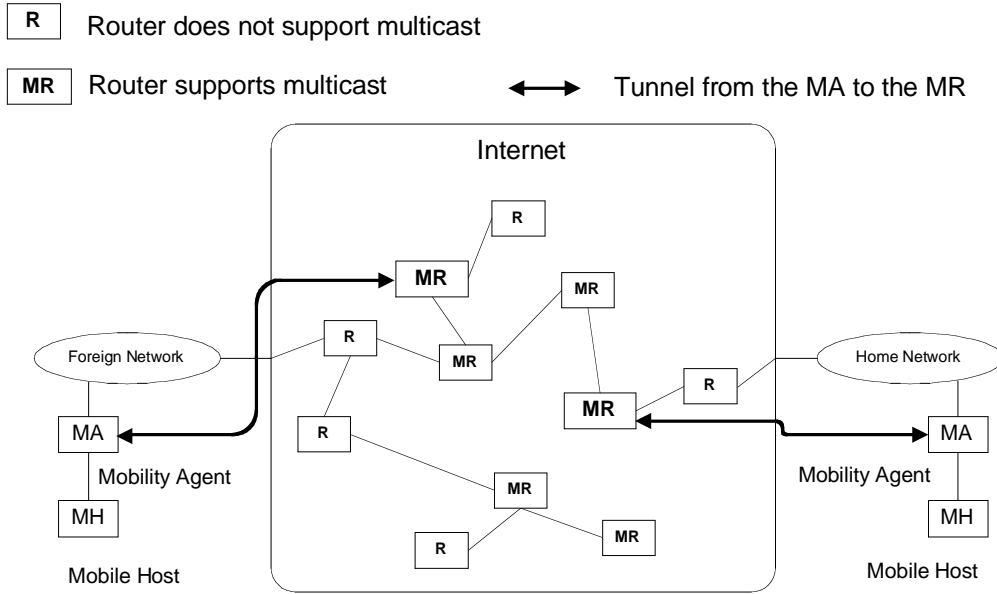 R Router does not support multicast
MR Router supports multicast Tunnel from the MA to the MR
Internet
R
MR
MR
R
MR
Foreign Network
Home Network
R
MR
MA
R
MA
Mobility Agent
Mobility Agent
MR
MH
MH
MR
R
Mobile Host
Mobile Host